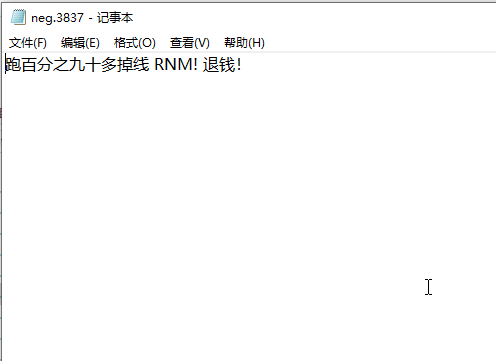 neg.3837 - 记事本
文件(F) 编辑(E) 格式(O) 查看(V) 帮助(H)
跑百分之九十多掉线 RNM! 退钱!